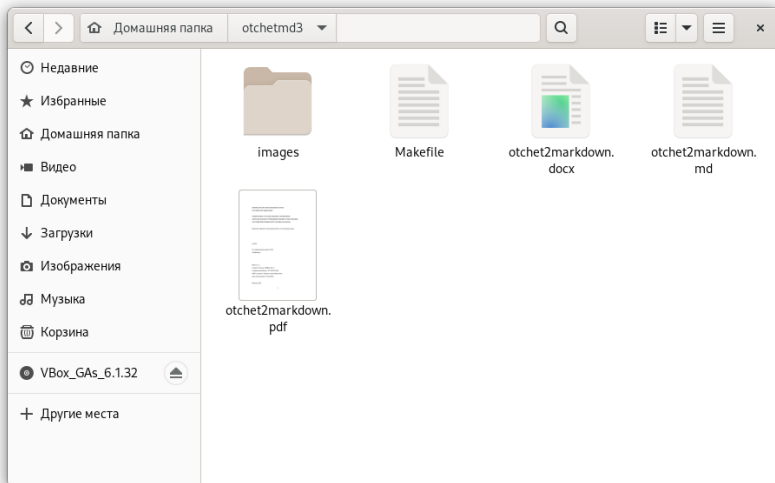 Домашняя папка
otchetmd3
Недавние
Избранные
Домашняя папка
Видео
Документы
Загрузки
Изображения
Музыка
Корзина
VBox_GAs_6.1.32
Другие места
images
Makefile
otchet2markdown.
docx
otchet2markdown.
md
otchet2markdown.
pdf